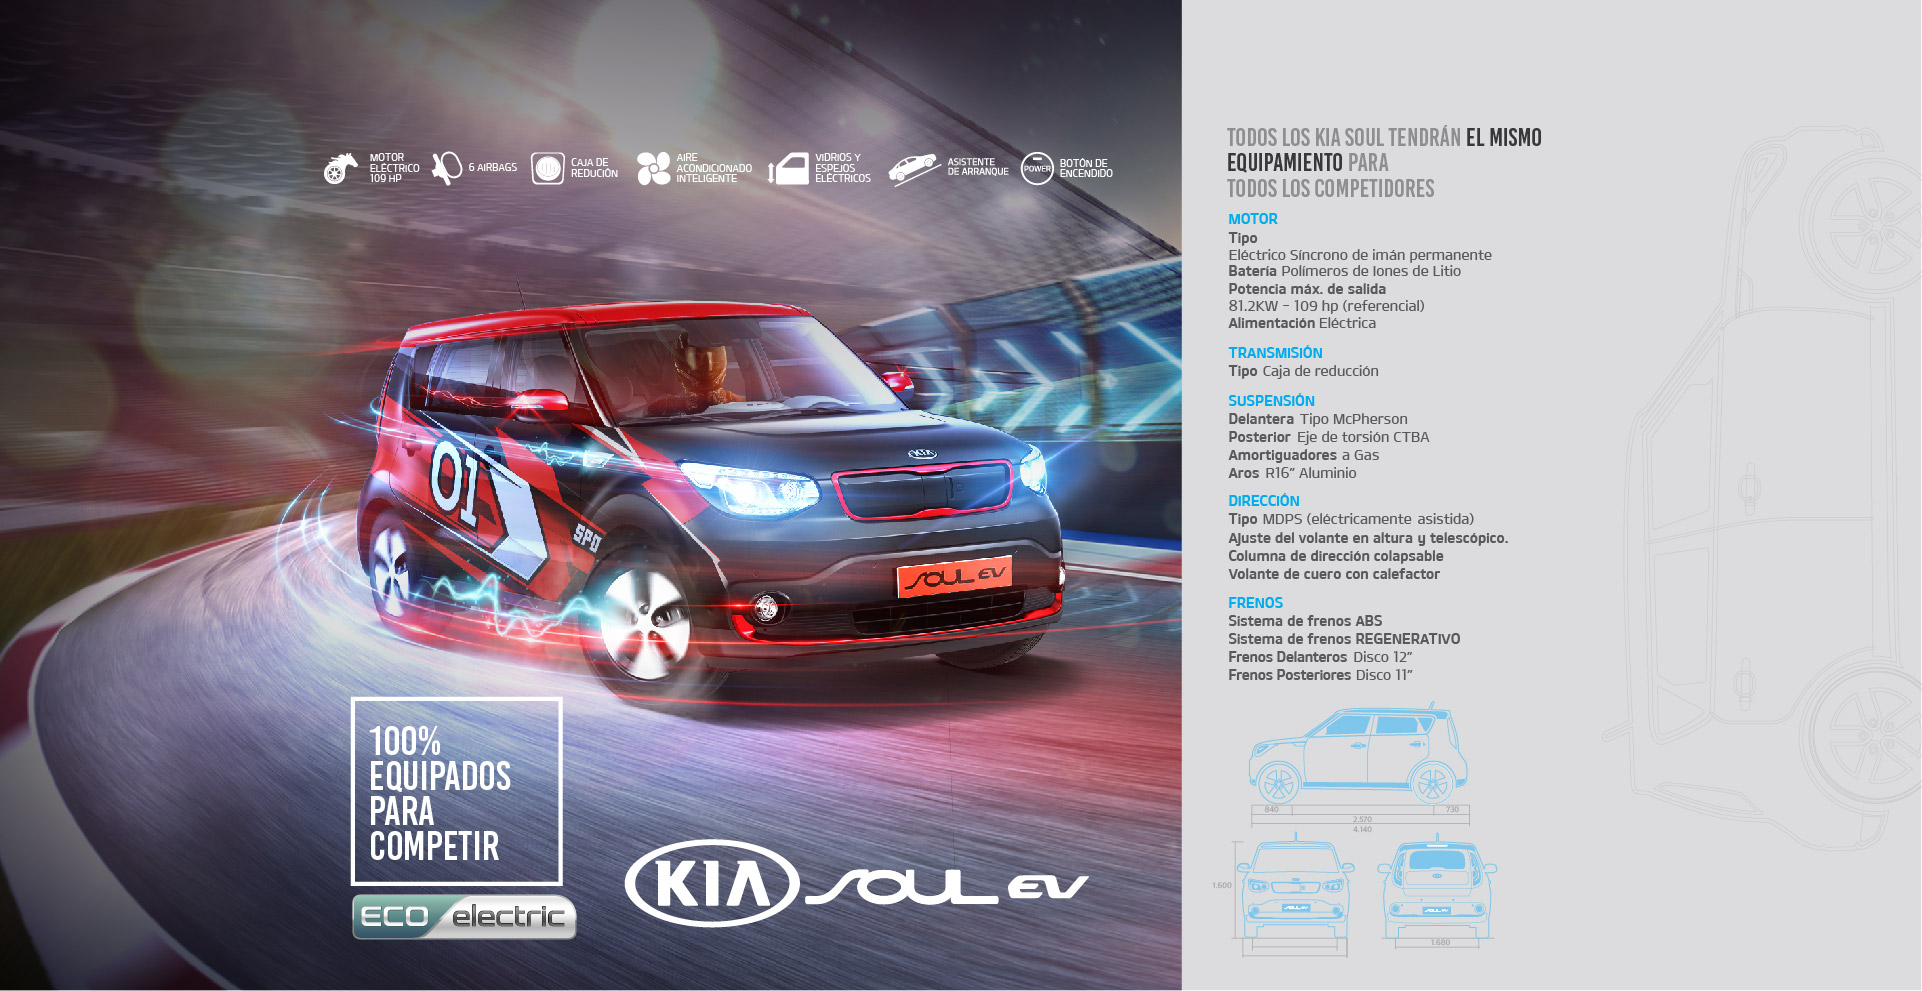 MOTOR
ELÉCTRICO
109 HP
6 AIRBAGS
CAJA DE
REDUCIÓN
AIRE
ACONDICIONADO
INTELIGENTE
VIDRIOS Y
ESPEJOS
ELÉCTRICOS
ASISTENTE
DE ARRANQUE
POWER
BOTÓN DE
ENCENDIDO
KIA
01
SPD
SOUL EV
100%
EQUIPADOS
PARA
COMPETIR
ECO electric
KIA SOUL EV
TODOS LOS KIA SOUL TENDRÁN EL MISMO
EQUIPAMIENTO PARA
TODOS LOS COMPETIDORES
MOTOR
Tipo
Eléctrico Síncrono de imán permanente
Batería Polímeros de Iones de Litio
Potencia máx. de salida
81.2KW - 109 hp (referencial)
Alimentación Eléctrica
TRANSMISIÓN
Tipo Caja de reducción
SUSPENSIÓN
Delantera Tipo McPherson
Posterior Eje de torsión CTBA
Amortiguadores a Gas
Aros R16” Aluminio
DIRECCIÓN
Tipo MDPS (eléctricamente asistida)
Ajuste del volante en altura y telescópico.
Columna de dirección colapsable
Volante de cuero con calefactor
FRENOS
Sistema de frenos ABS
Sistema de frenos REGENERATIVO
Frenos Delanteros Disco 12”
Frenos Posteriores Disco 11”
840
730
2.570
4.140
1.600
SOUL EV
SOUL EV
1.680